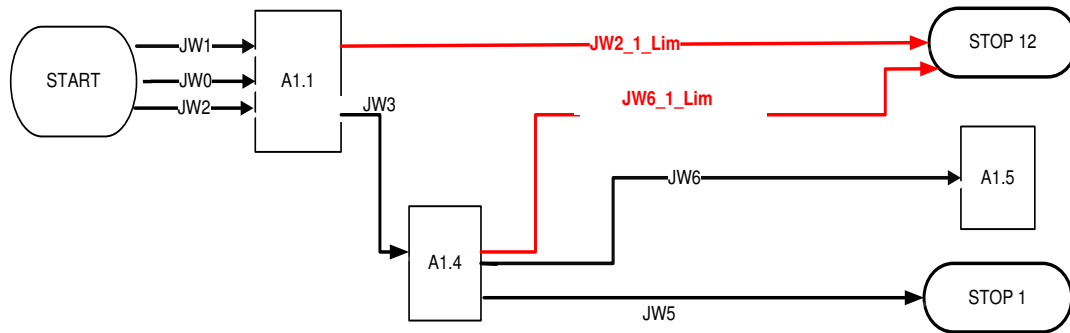 JW1
JW2_1_Lim
STOP 12
START
JW0
A1.1
JW2
JW3
JW6_1_Lim
JW6
A1.5
A1.4
JW5
STOP 1